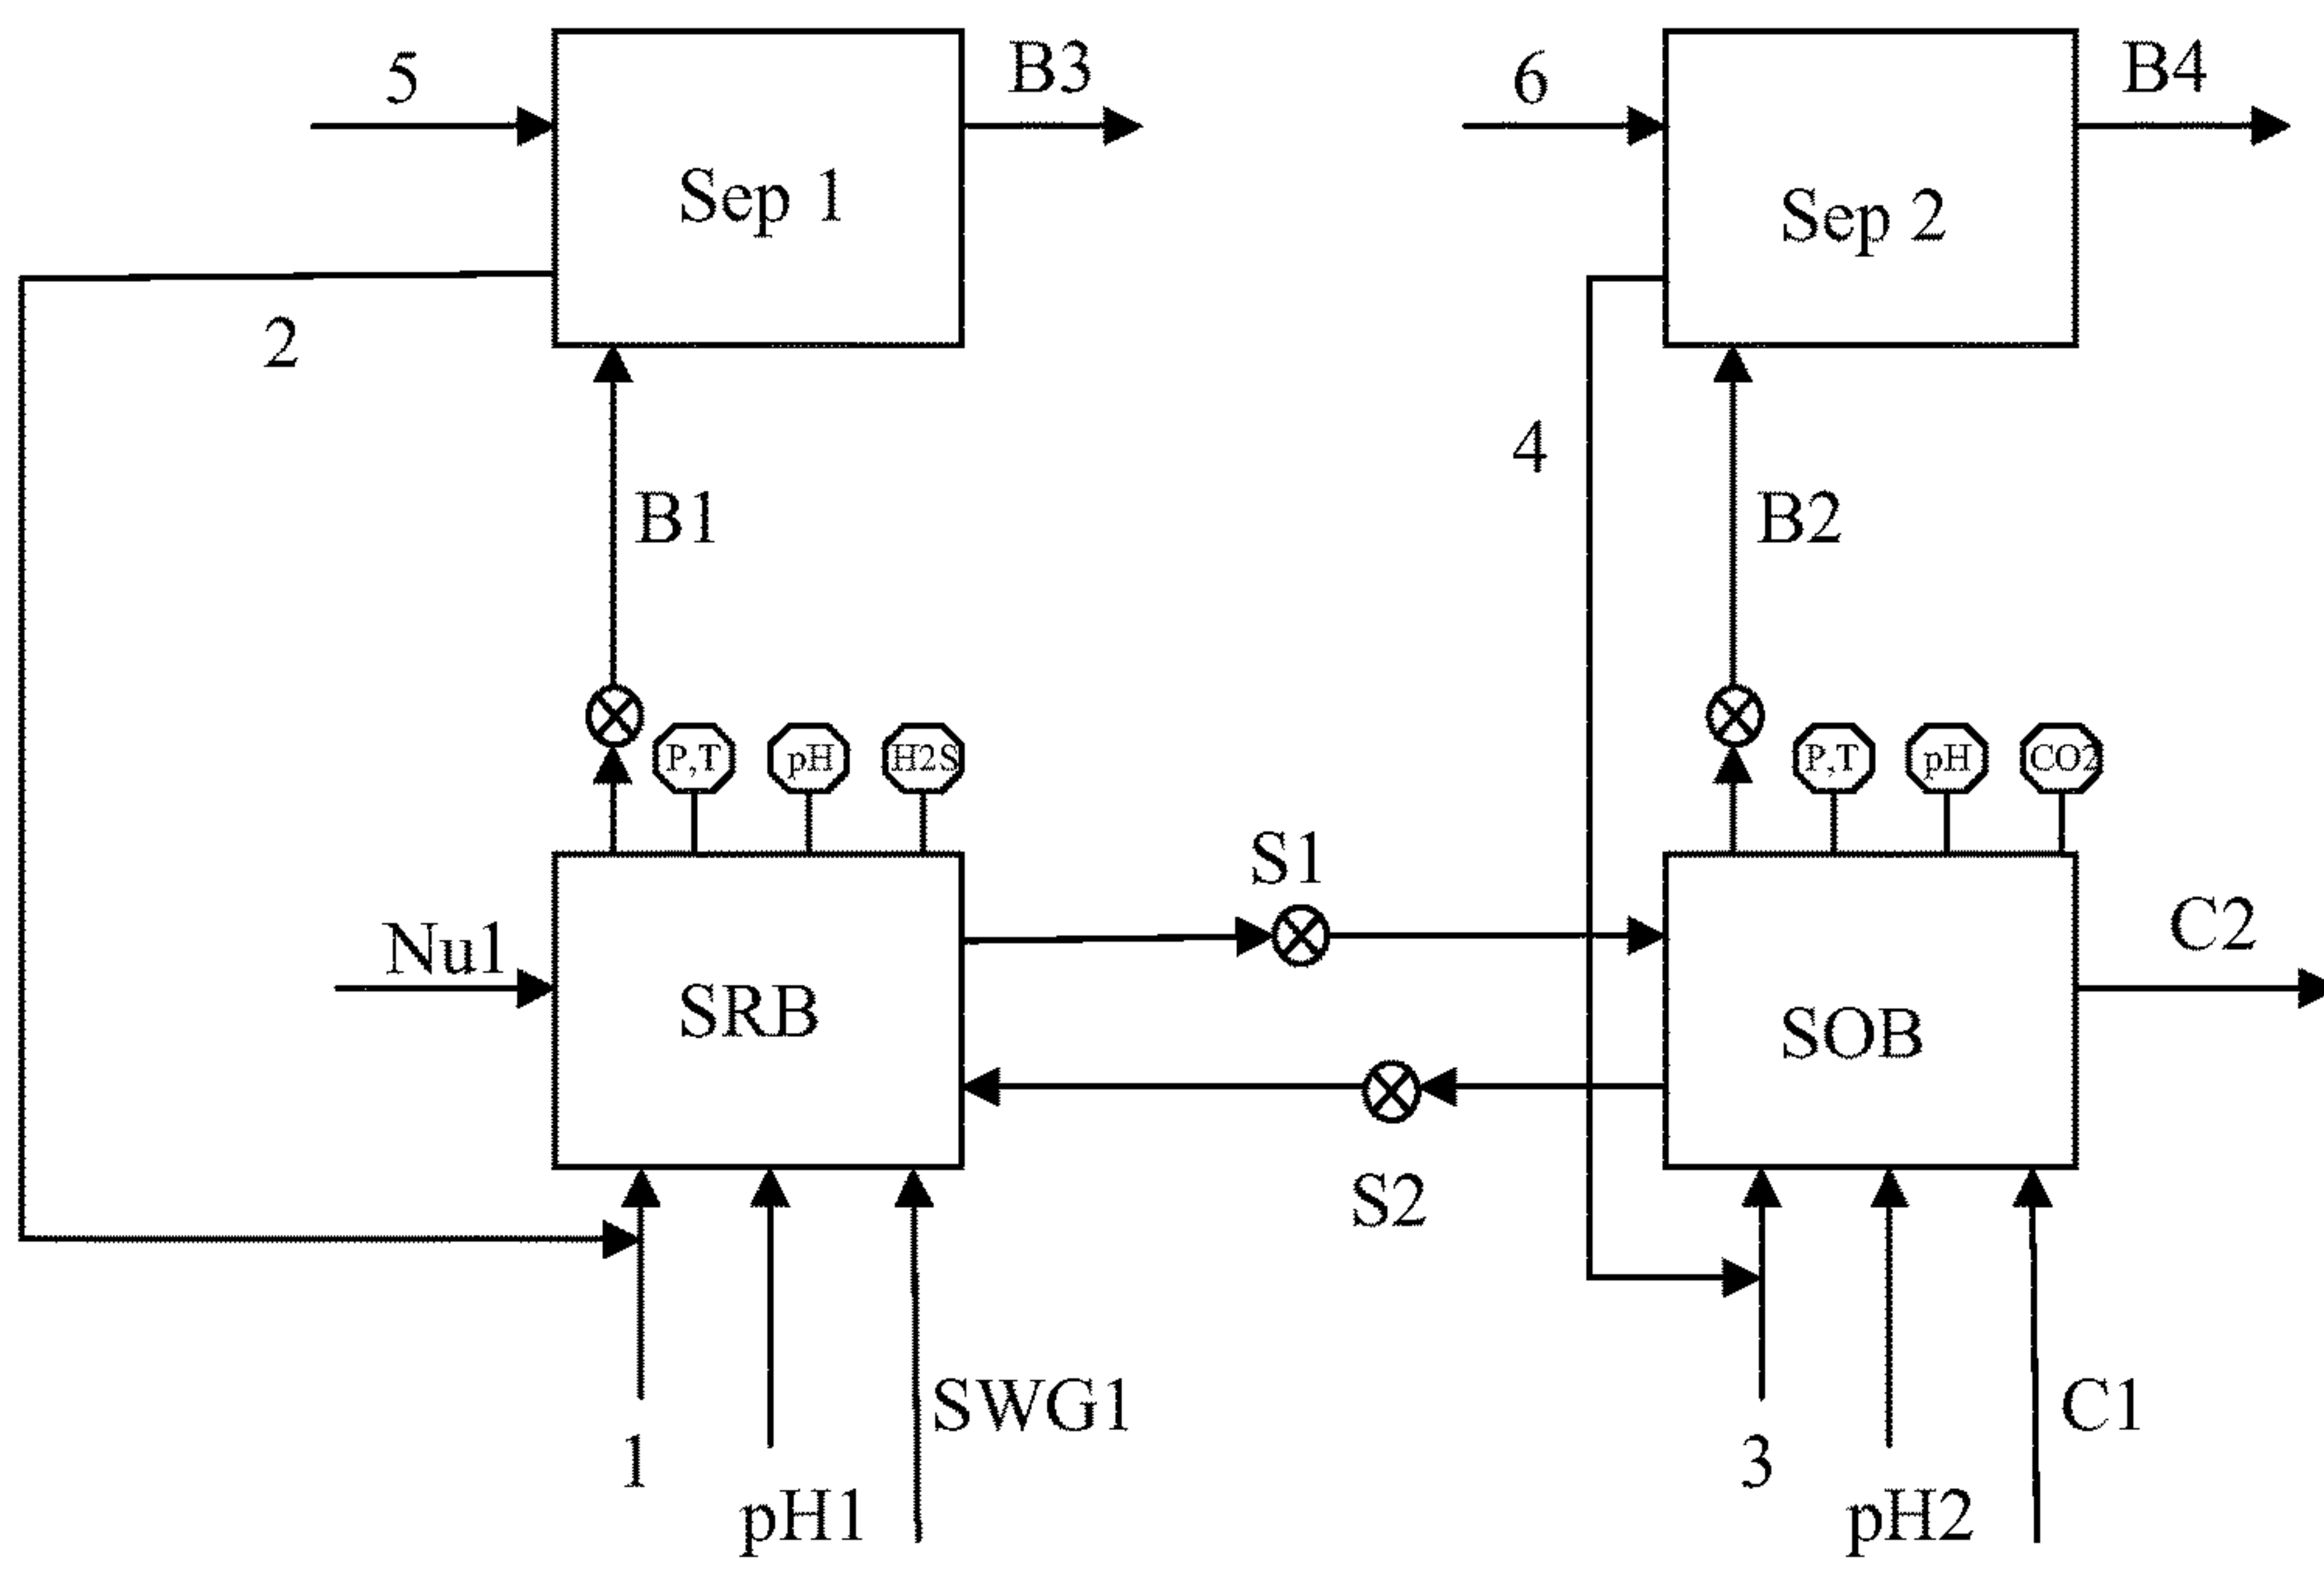 5
B3
6
B4
Sep 1
Sep 2
2
4
B1
B2
P,T
pH
H2S
P,T
pH
CO2
S1
Nu1
C2
SRB
SOB
S2
SWG1
C1
1
3
pH1
pH2